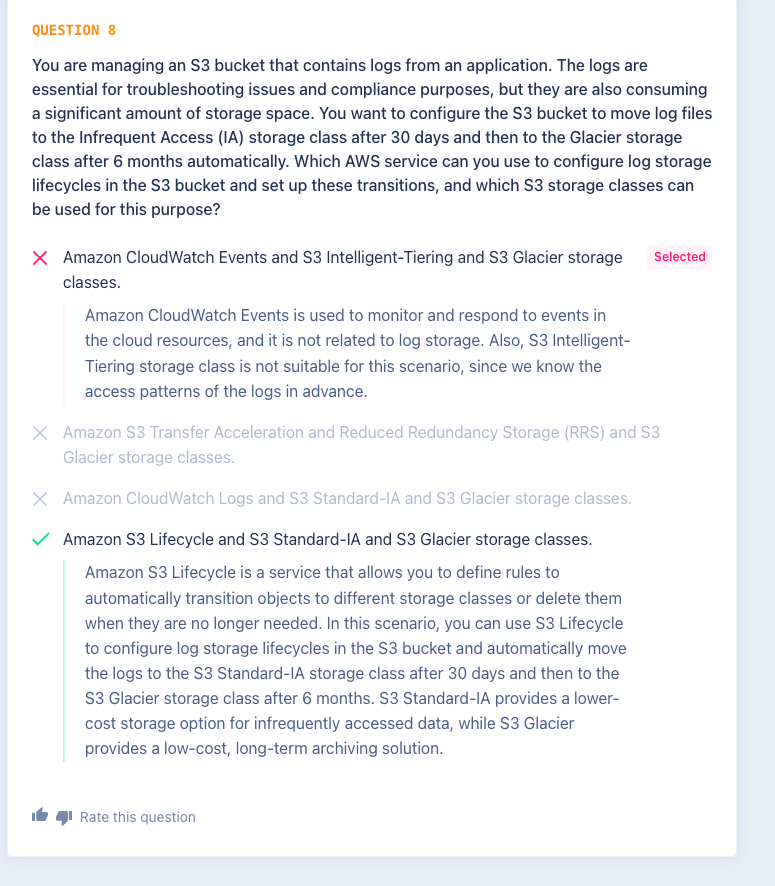 QUESTION 8
You are managing an S3 bucket that contains logs from an application. The logs are
essential for troubleshooting issues and compliance purposes, but they are also consuming
a significant amount of storage space. You want to configure the S3 bucket to move log files
to the Infrequent Access (IA) storage class after 30 days and then to the Glacier storage
class after 6 months automatically. Which AWS service can you use to configure log storage
lifecycles in the S3 bucket and set up these transitions, and which S3 storage classes can
be used for this purpose?
Amazon CloudWatch Events and S3 Intelligent-Tiering and S3 Glacier storage
classes.
Selected
Amazon CloudWatch Events is used to monitor and respond to events in
the cloud resources, and it is not related to log storage. Also, S3 Intelligent-
Tiering storage class is not suitable for this scenario, since we know the
access patterns of the logs in advance.
Amazon S3 Transfer Acceleration and Reduced Redundancy Storage (RRS) and S3
Glacier storage classes.
Amazon CloudWatch Logs and S3 Standard-IA and S3 Glacier storage classes.
Amazon S3 Lifecycle and S3 Standard-IA and S3 Glacier storage classes.
Amazon S3 Lifecycle is a service that allows you to define rules to
automatically transition objects to different storage classes or delete them
when they are no longer needed. In this scenario, you can use S3 Lifecycle
to configure log storage lifecycles in the S3 bucket and automatically move
the logs to the S3 Standard-IA storage class after 30 days and then to the
S3 Glacier storage class after 6 months. S3 Standard-IA provides a lower-
cost storage option for infrequently accessed data, while S3 Glacier
provides a low-cost, long-term archiving solution.
Rate this question